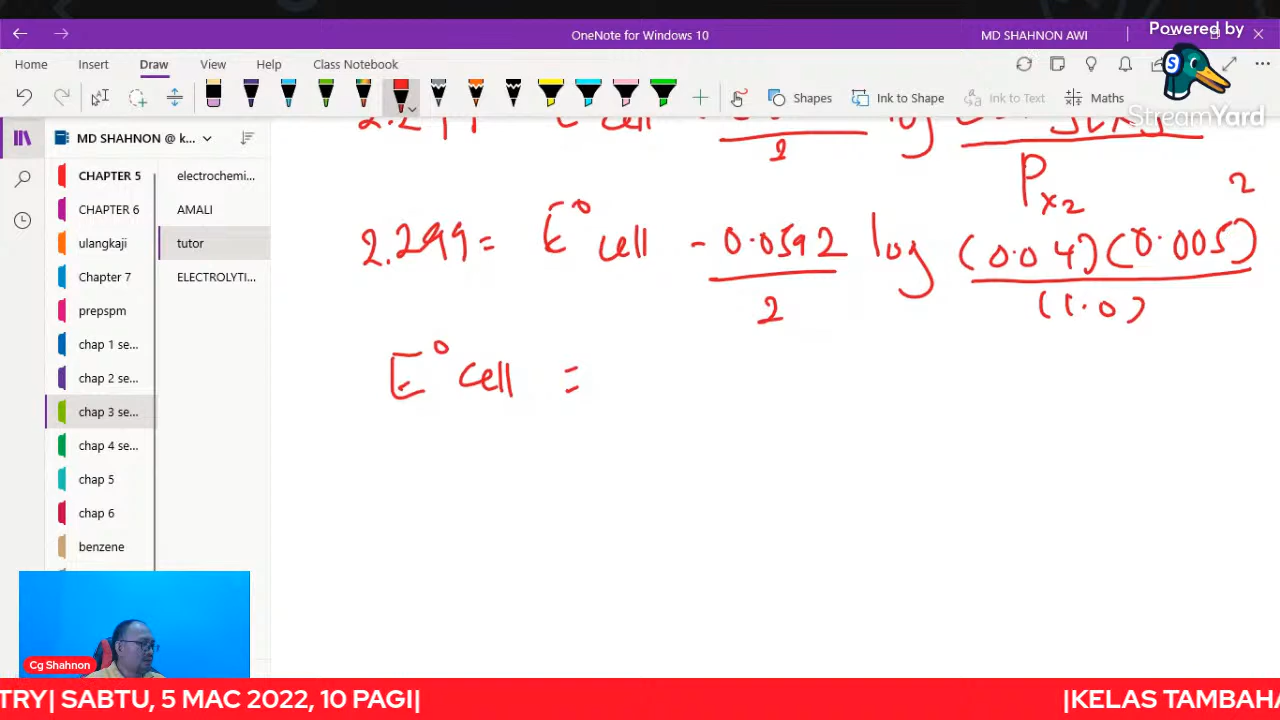 Powered by
StreamYard
OneNote for Windows 10
MD SHAHNON AWI
Home Insert Draw View Help Class Notebook
Shapes Ink to Shape Ink to Text Maths
MD SHAHNON @ k...
CHAPTER 5
CHAPTER 6
ulangkaji
Chapter 7
prepspm
chap 1 se...
chap 2 se...
chap 3 se...
chap 4 se...
chap 5
chap 6
benzene
electrochemi...
AMALI
tutor
ELECTROLYTI...
2
P x2
2.299 = E° cell - 0.0592 / 2 log (0.04)(0.005)² / (1.0)
E° cell =
Cg Shahnon
TRY| SABTU, 5 MAC 2022, 10 PAGI|| |KELAS TAMBAHA